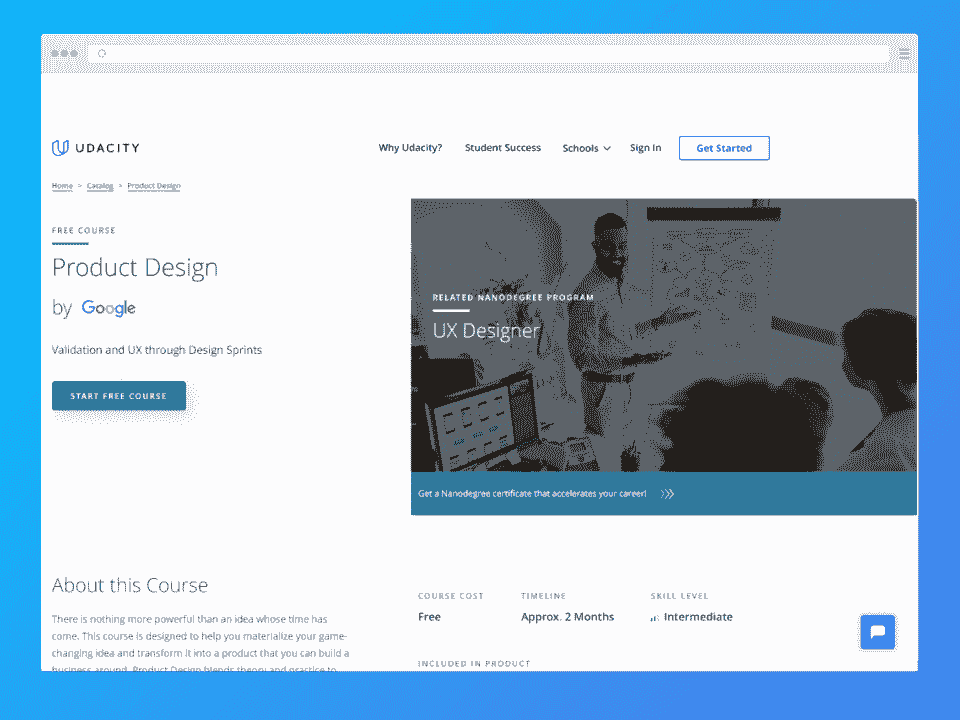 UDACITY
Why Udacity? Student Success Schools Sign In Get Started
Home > Catalog > Product Design
FREE COURSE
Product Design
by Google
Validation and UX through Design Sprints
START FREE COURSE
RELATED NANODEGREE PROGRAM
UX Designer
Get a Nanodegree certificate that accelerates your career!
About this Course
There is nothing more powerful than an idea whose time has
come. This course is designed to help you materialize your game-
changing idea and transform it into a product that you can build a
business around. Product Design blends theory and practice to
COURSE COST TIMELINE SKILL LEVEL
Free Approx. 2 Months Intermediate
INCLUDED IN PRODUCT